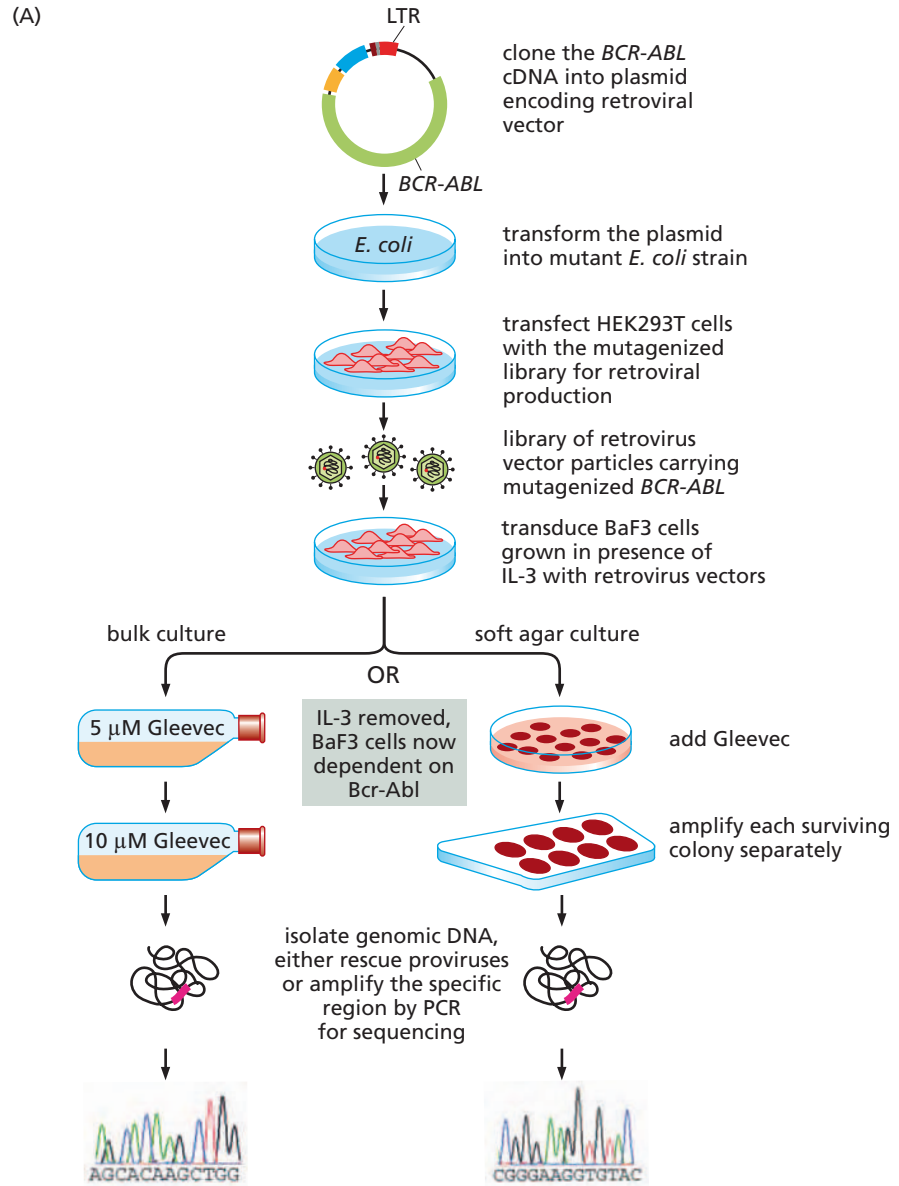 (A)
LTR
clone the BCR-ABL
cDNA into plasmid
encoding retroviral
vector
BCR-ABL
E. coli
transform the plasmid
into mutant E. coli strain
transfect HEK293T cells
with the mutagenized
library for retroviral
production
library of retrovirus
vector particles carrying
mutagenized BCR-ABL
transduce BaF3 cells
grown in presence of
IL-3 with retrovirus vectors
bulk culture
soft agar culture
OR
5 μM Gleevec
IL-3 removed,
BaF3 cells now
dependent on
Bcr-Abl
add Gleevec
10 μM Gleevec
amplify each surviving
colony separately
isolate genomic DNA,
either rescue proviruses
or amplify the specific
region by PCR
for sequencing
AGCACAAGCTGG
CGGGAAGGTGTAC